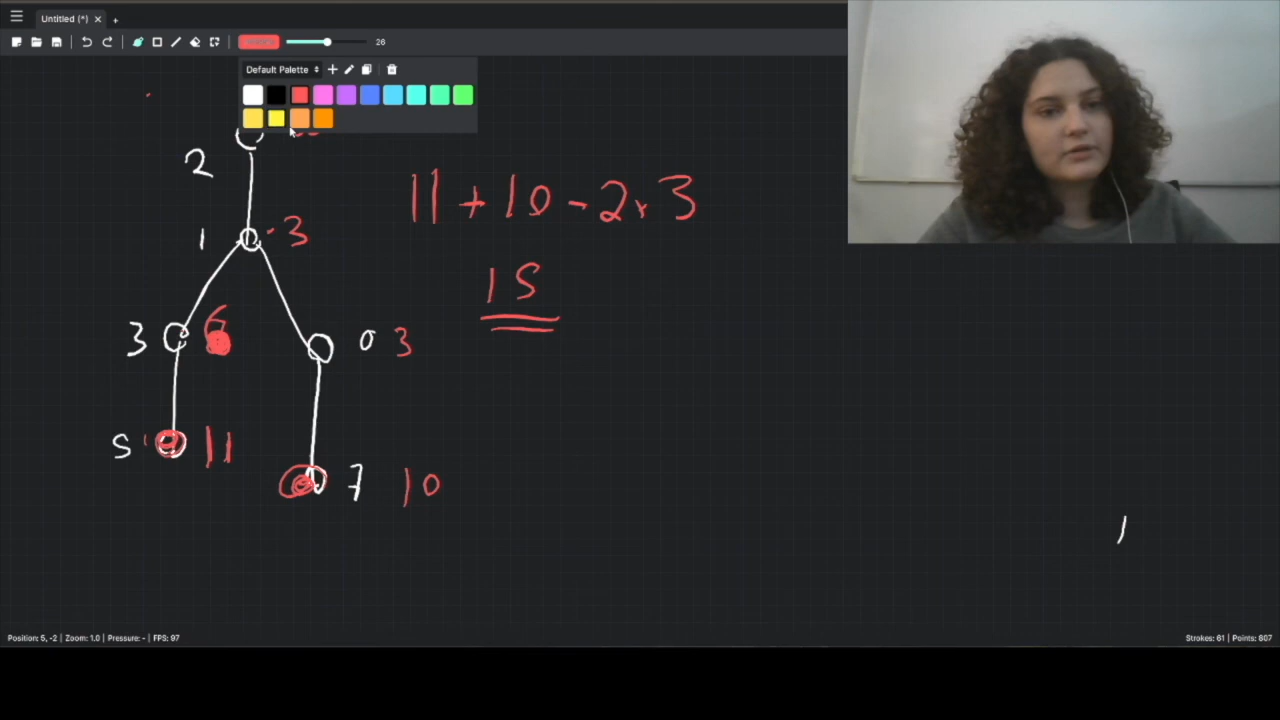 Untitled (*) × +
26
Default Palette
2
11 + 10 - 2 x 3
1 3
15
3 6 0 3
5 11
7 10
Position: 5, -2 | Zoom: 1.0 | Pressure: - | FPS: 97
Strokes: 61 | Points: 807